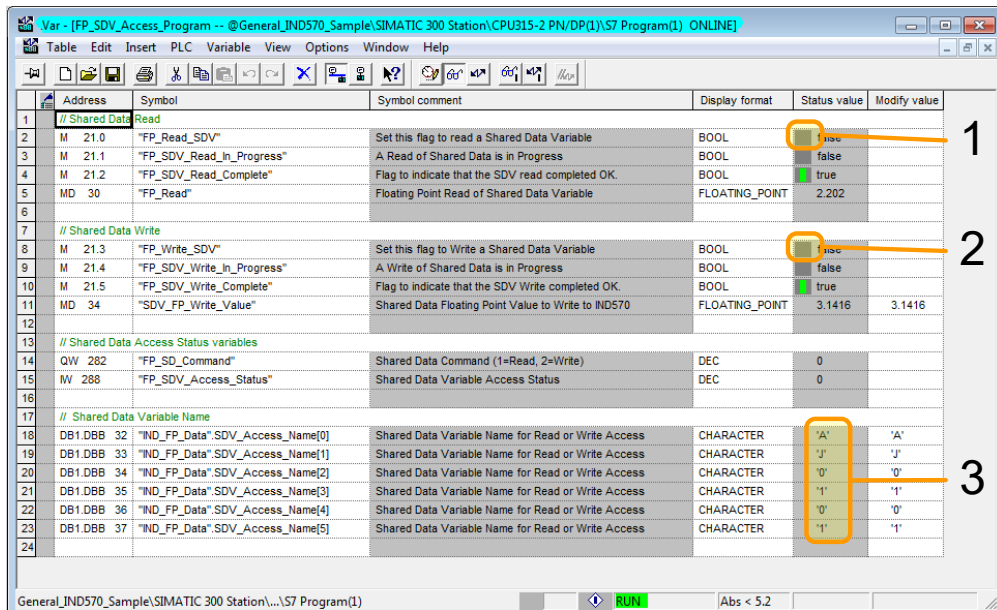 .Var - [FP_SDV_Access_Program -- @General_IND570_Sample\SIMATIC 300 Station\CPU315-2 PN/DP(1)\S7 Program(1) ONLINE]
Table Edit Insert PLC Variable View Options Window Help
Address Symbol Symbol comment Display format Status value Modify value
1 // Shared Data Read
2 M 21.0 "FP_Read_SDV" Set this flag to read a Shared Data Variable BOOL false
3 M 21.1 "FP_SDV_Read_In_Progress" A Read of Shared Data is in Progress BOOL false
4 M 21.2 "FP_SDV_Read_Complete" Flag to indicate that the SDV read completed OK. BOOL true
5 MD 30 "FP_Read" Floating Point Read of Shared Data Variable FLOATING_POINT 2.202
6
7 // Shared Data Write
8 M 21.3 "FP_Write_SDV" Set this flag to Write a Shared Data Variable BOOL false
9 M 21.4 "FP_SDV_Write_In_Progress" A Write of Shared Data is in Progress BOOL false
10 M 21.5 "FP_SDV_Write_Complete" Flag to indicate that the SDV Write completed OK. BOOL true
11 MD 34 "SDV_FP_Write_Value" Shared Data Floating Point Value to Write to IND570 FLOATING_POINT 3.1416 3.1416
12
13 // Shared Data Access Status variables
14 QW 282 "FP_SD_Command" Shared Data Command (1=Read, 2=Write) DEC 0
15 IW 288 "FP_SDV_Access_Status" Shared Data Variable Access Status DEC 0
16
17 // Shared Data Variable Name
18 DB1.DBB 32 "IND_FP_Data".SDV_Access_Name[0] Shared Data Variable Name for Read or Write Access CHARACTER 'A' 'A'
19 DB1.DBB 33 "IND_FP_Data".SDV_Access_Name[1] Shared Data Variable Name for Read or Write Access CHARACTER 'J' 'J'
20 DB1.DBB 34 "IND_FP_Data".SDV_Access_Name[2] Shared Data Variable Name for Read or Write Access CHARACTER '0' '0'
21 DB1.DBB 35 "IND_FP_Data".SDV_Access_Name[3] Shared Data Variable Name for Read or Write Access CHARACTER '1' '1'
22 DB1.DBB 36 "IND_FP_Data".SDV_Access_Name[4] Shared Data Variable Name for Read or Write Access CHARACTER '0' '0'
23 DB1.DBB 37 "IND_FP_Data".SDV_Access_Name[5] Shared Data Variable Name for Read or Write Access CHARACTER '1' '1'
24
General_IND570_Sample\SIMATIC 300 Station\...\S7 Program(1) RUN Abs < 5.2
1
2
3